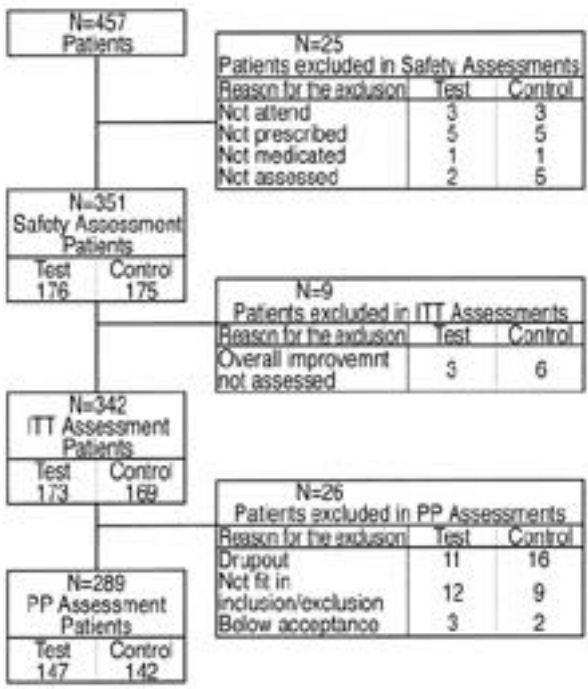 N=457
Patients
N=25
Patients excluded in Safety Assessments
Reason for the exclusion Test Control
Not attend 3 3
Not prescribed 5 5
Not medicated 1 1
Not assessed 2 5
N=351
Safety Assessment
Patients
Test Control
176 175
N=9
Patients excluded in ITT Assessments
Reason for the exclusion Test Control
Overall improvemnt
not assessed 3 6
N=342
ITT Assessment
Patients
Test Control
173 169
N=26
Patients excluded in PP Assessments
Reason for the exclusion Test Control
Drupout 11 16
Not fit in
inclusion/exclusion 12 9
Below acceptance 3 2
N=289
PP Assessment
Patients
Test Control
147 142